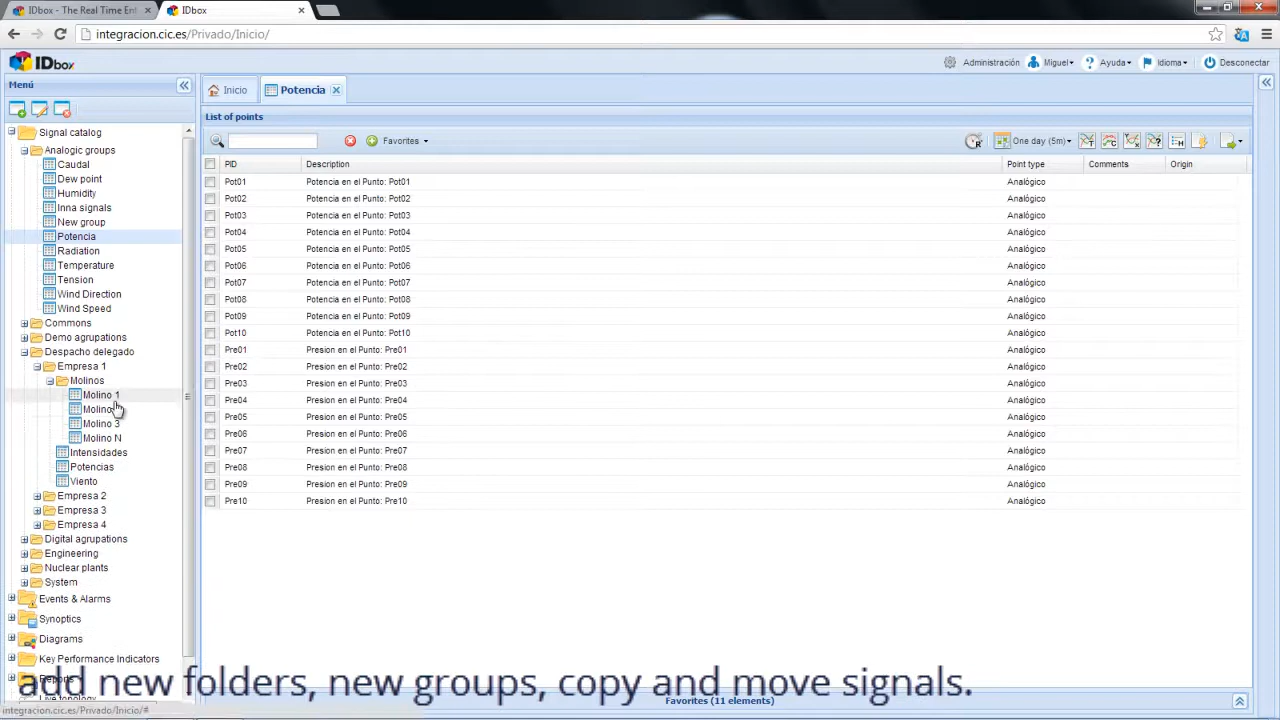 IDbox - The Real Time Ent
IDbox
integracion.cic.es/Privado/Inicio/
IDbox
Administración Miguel Ayuda Idioma Desconectar
Menú
Inicio Potencia
List of points
Favorites One day (5m)
PID Description Point type Comments Origin
Pot01 Potencia en el Punto: Pot01 Analógico
Pot02 Potencia en el Punto: Pot02 Analógico
Pot03 Potencia en el Punto: Pot03 Analógico
Pot04 Potencia en el Punto: Pot04 Analógico
Pot05 Potencia en el Punto: Pot05 Analógico
Pot06 Potencia en el Punto: Pot06 Analógico
Pot07 Potencia en el Punto: Pot07 Analógico
Pot08 Potencia en el Punto: Pot08 Analógico
Pot09 Potencia en el Punto: Pot09 Analógico
Pot10 Potencia en el Punto: Pot10 Analógico
Pre01 Presion en el Punto: Pre01 Analógico
Pre02 Presion en el Punto: Pre02 Analógico
Pre03 Presion en el Punto: Pre03 Analógico
Pre04 Presion en el Punto: Pre04 Analógico
Pre05 Presion en el Punto: Pre05 Analógico
Pre06 Presion en el Punto: Pre06 Analógico
Pre07 Presion en el Punto: Pre07 Analógico
Pre08 Presion en el Punto: Pre08 Analógico
Pre09 Presion en el Punto: Pre09 Analógico
Pre10 Presion en el Punto: Pre10 Analógico
Signal catalog
Analogic groups
Caudal
Dew point
Humidity
Inna signals
New group
Potencia
Radiation
Temperature
Tension
Wind Direction
Wind Speed
Commons
Demo agrupations
Despacho delegado
Empresa 1
Molinos
Molino 1
Molino
Molino 3
Molino N
Intensidades
Potencias
Viento
Empresa 2
Empresa 3
Empresa 4
Digital agrupations
Engineering
Nuclear plants
System
Events & Alarms
Synoptics
Diagrams
Key Performance Indicators
add new folders, new groups, copy and move signals.
Favorites (11 elements)
integracion.cic.es/Privado/Inicio/#